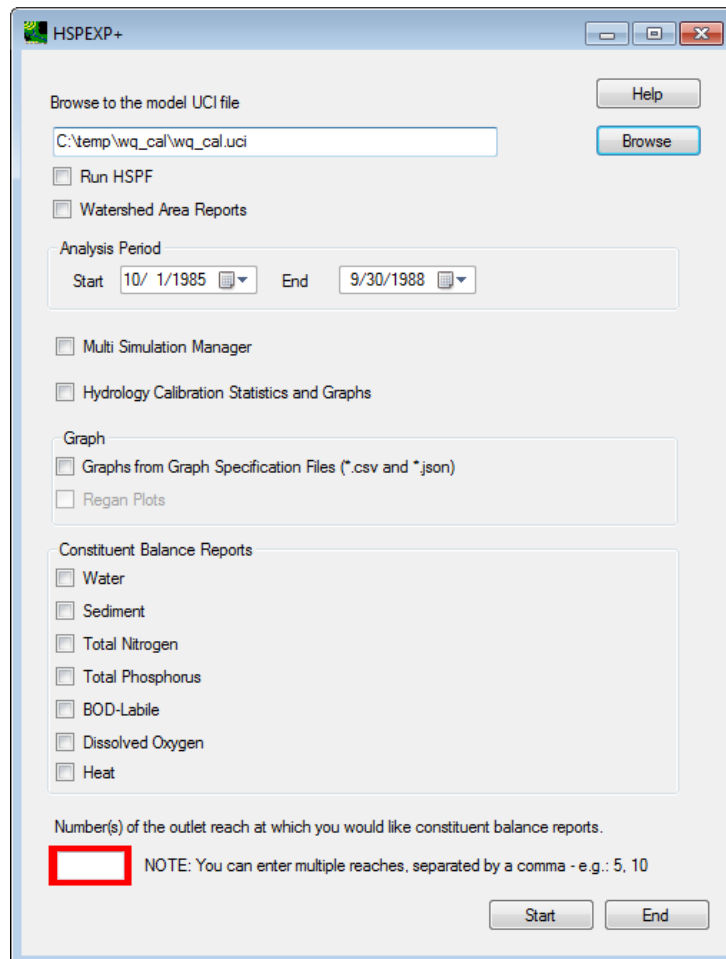 HSPEXP+
Help
Browse to the model UCI file
C:\temp\wq_cal\wq_cal.uci
Browse
Run HSPF
Watershed Area Reports
Analysis Period
Start 10/ 1/1985 End 9/30/1988
Multi Simulation Manager
Hydrology Calibration Statistics and Graphs
Graph
Graphs from Graph Specification Files (*.csv and *.json)
Regan Plots
Constituent Balance Reports
Water
Sediment
Total Nitrogen
Total Phosphorus
BOD-Labile
Dissolved Oxygen
Heat
Number(s) of the outlet reach at which you would like constituent balance reports.
NOTE: You can enter multiple reaches, separated by a comma - e.g.: 5, 10
Start End